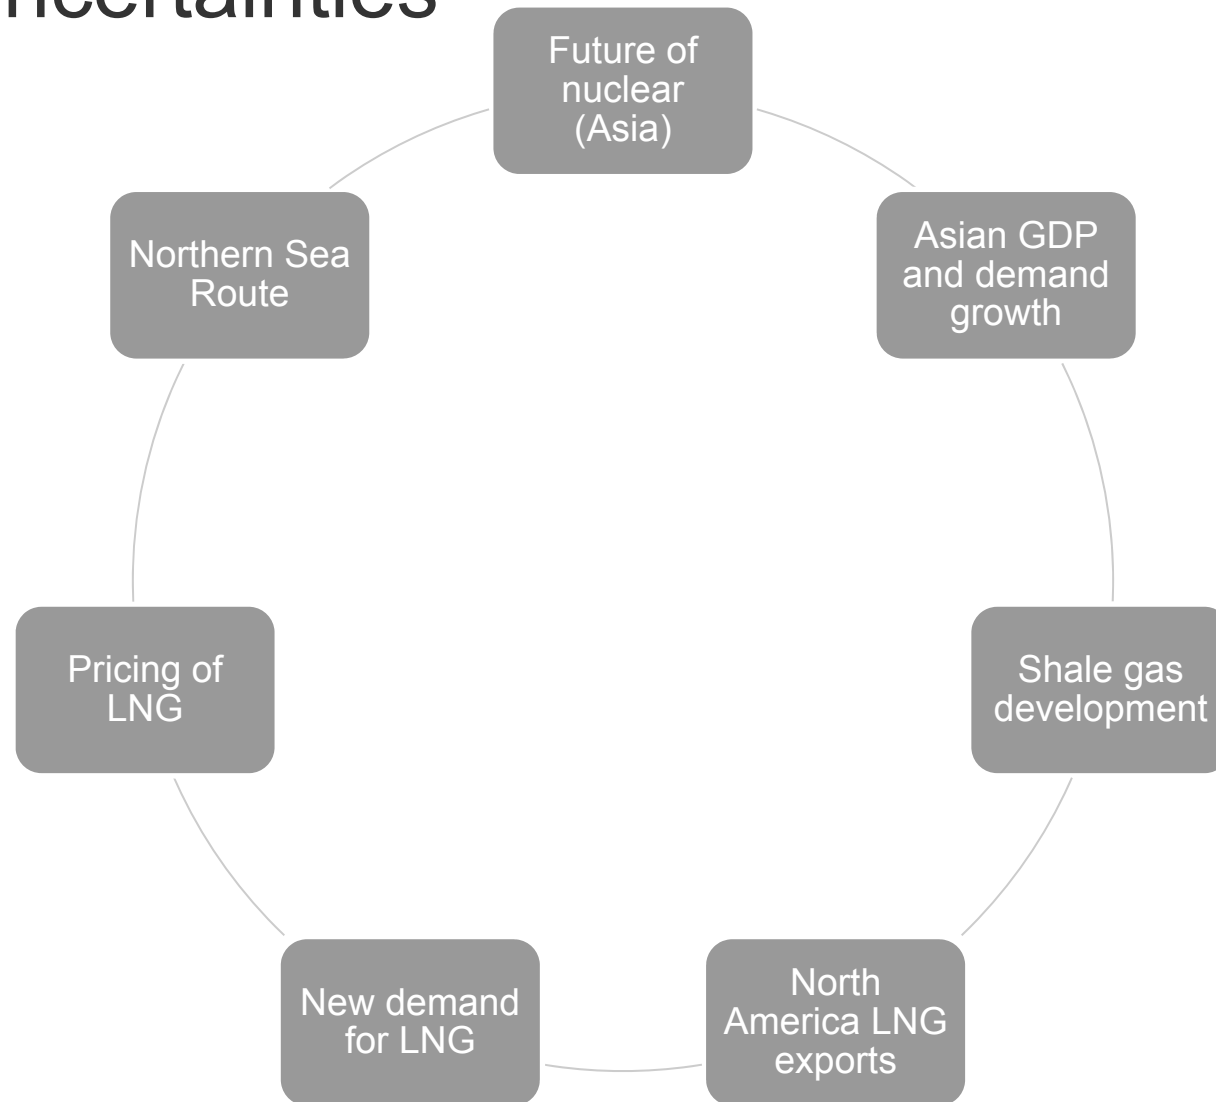 ncertainties
Future of
nuclear
(Asia)
Asian GDP
and demand
growth
Shale gas
development
North
America LNG
exports
New demand
for LNG
Pricing of
LNG
Northern Sea
Route